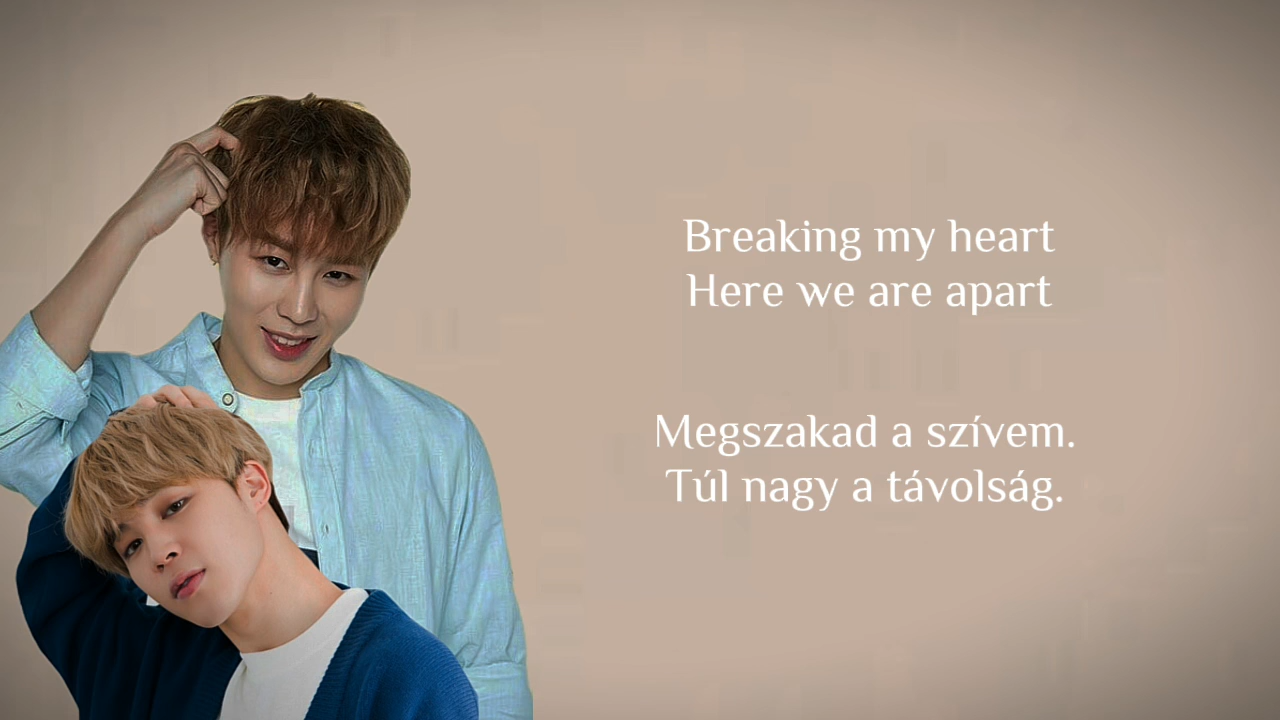 Breaking my heart
Here we are apart
Megszakad a szívem.
Túl nagy a távolság.